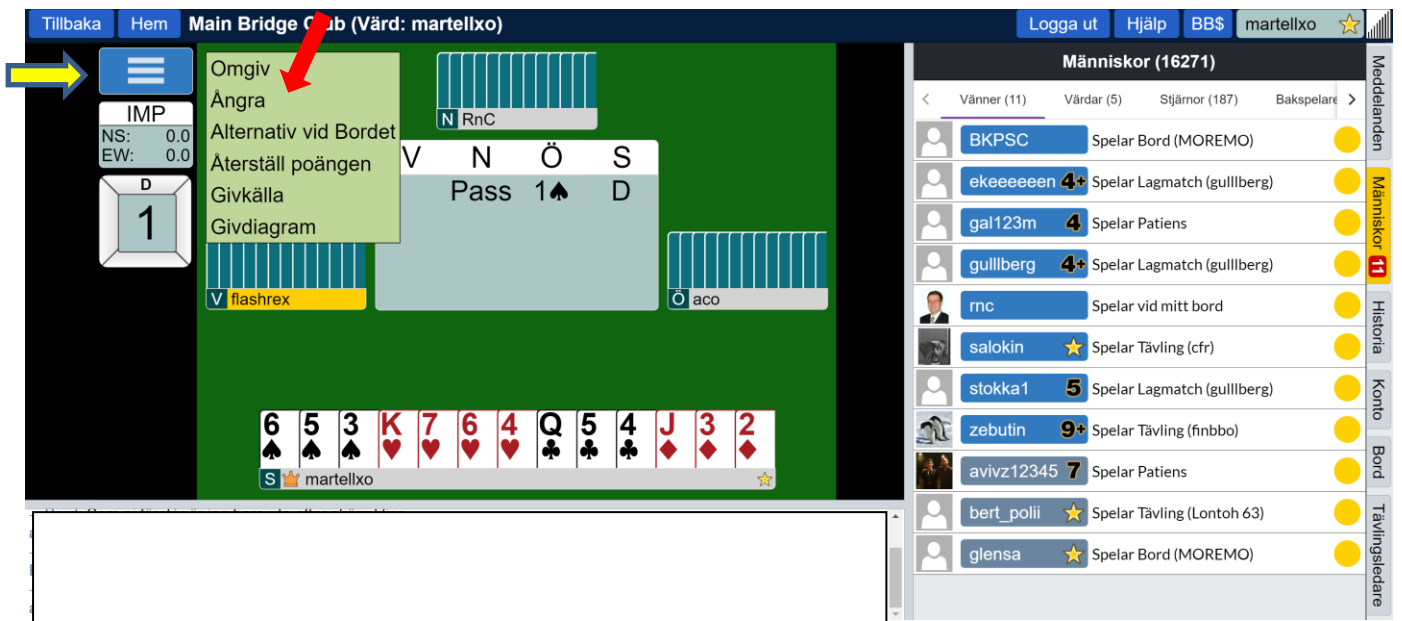 Tillbaka Hem Main Bridge Club (Värd: martellxo) Logga ut Hjälp BB$ martellxo
Omgiv
Ångra
Alternativ vid Bordet
Återställ poängen
Givkälla
Givdiagram
IMP
NS: 0.0
EW: 0.0
D
1
N RnC
V N Ö S
Pass 1♠ D
V flashrex
Ö aco
6♠ 5♠ 3♠ K♥ 7♥ 6♥ 4♥ Q♣ 5♣ 4♣ J♦ 3♦ 2♦
S martellxo
Människor (16271)
< Vänner (11) Värdar (5) Stjärnor (187) Bakspelare >
BKPSC Spelar Bord (MOREMO)
ekeeeeeen 4+ Spelar Lagmatch (gulllberg)
gal123m 4 Spelar Patiens
gulllberg 4+ Spelar Lagmatch (gulllberg)
rnc Spelar vid mitt bord
salokin Spelar Tävling (cfr)
stokka1 5 Spelar Lagmatch (gulllberg)
zebutin 9+ Spelar Tävling (finbbo)
avivz12345 7 Spelar Patiens
bert_polii Spelar Tävling (Lontoh 63)
glensa Spelar Bord (MOREMO)
Meddelanden
Människor 11
Historia
Konto
Bord
Tävlingsledare